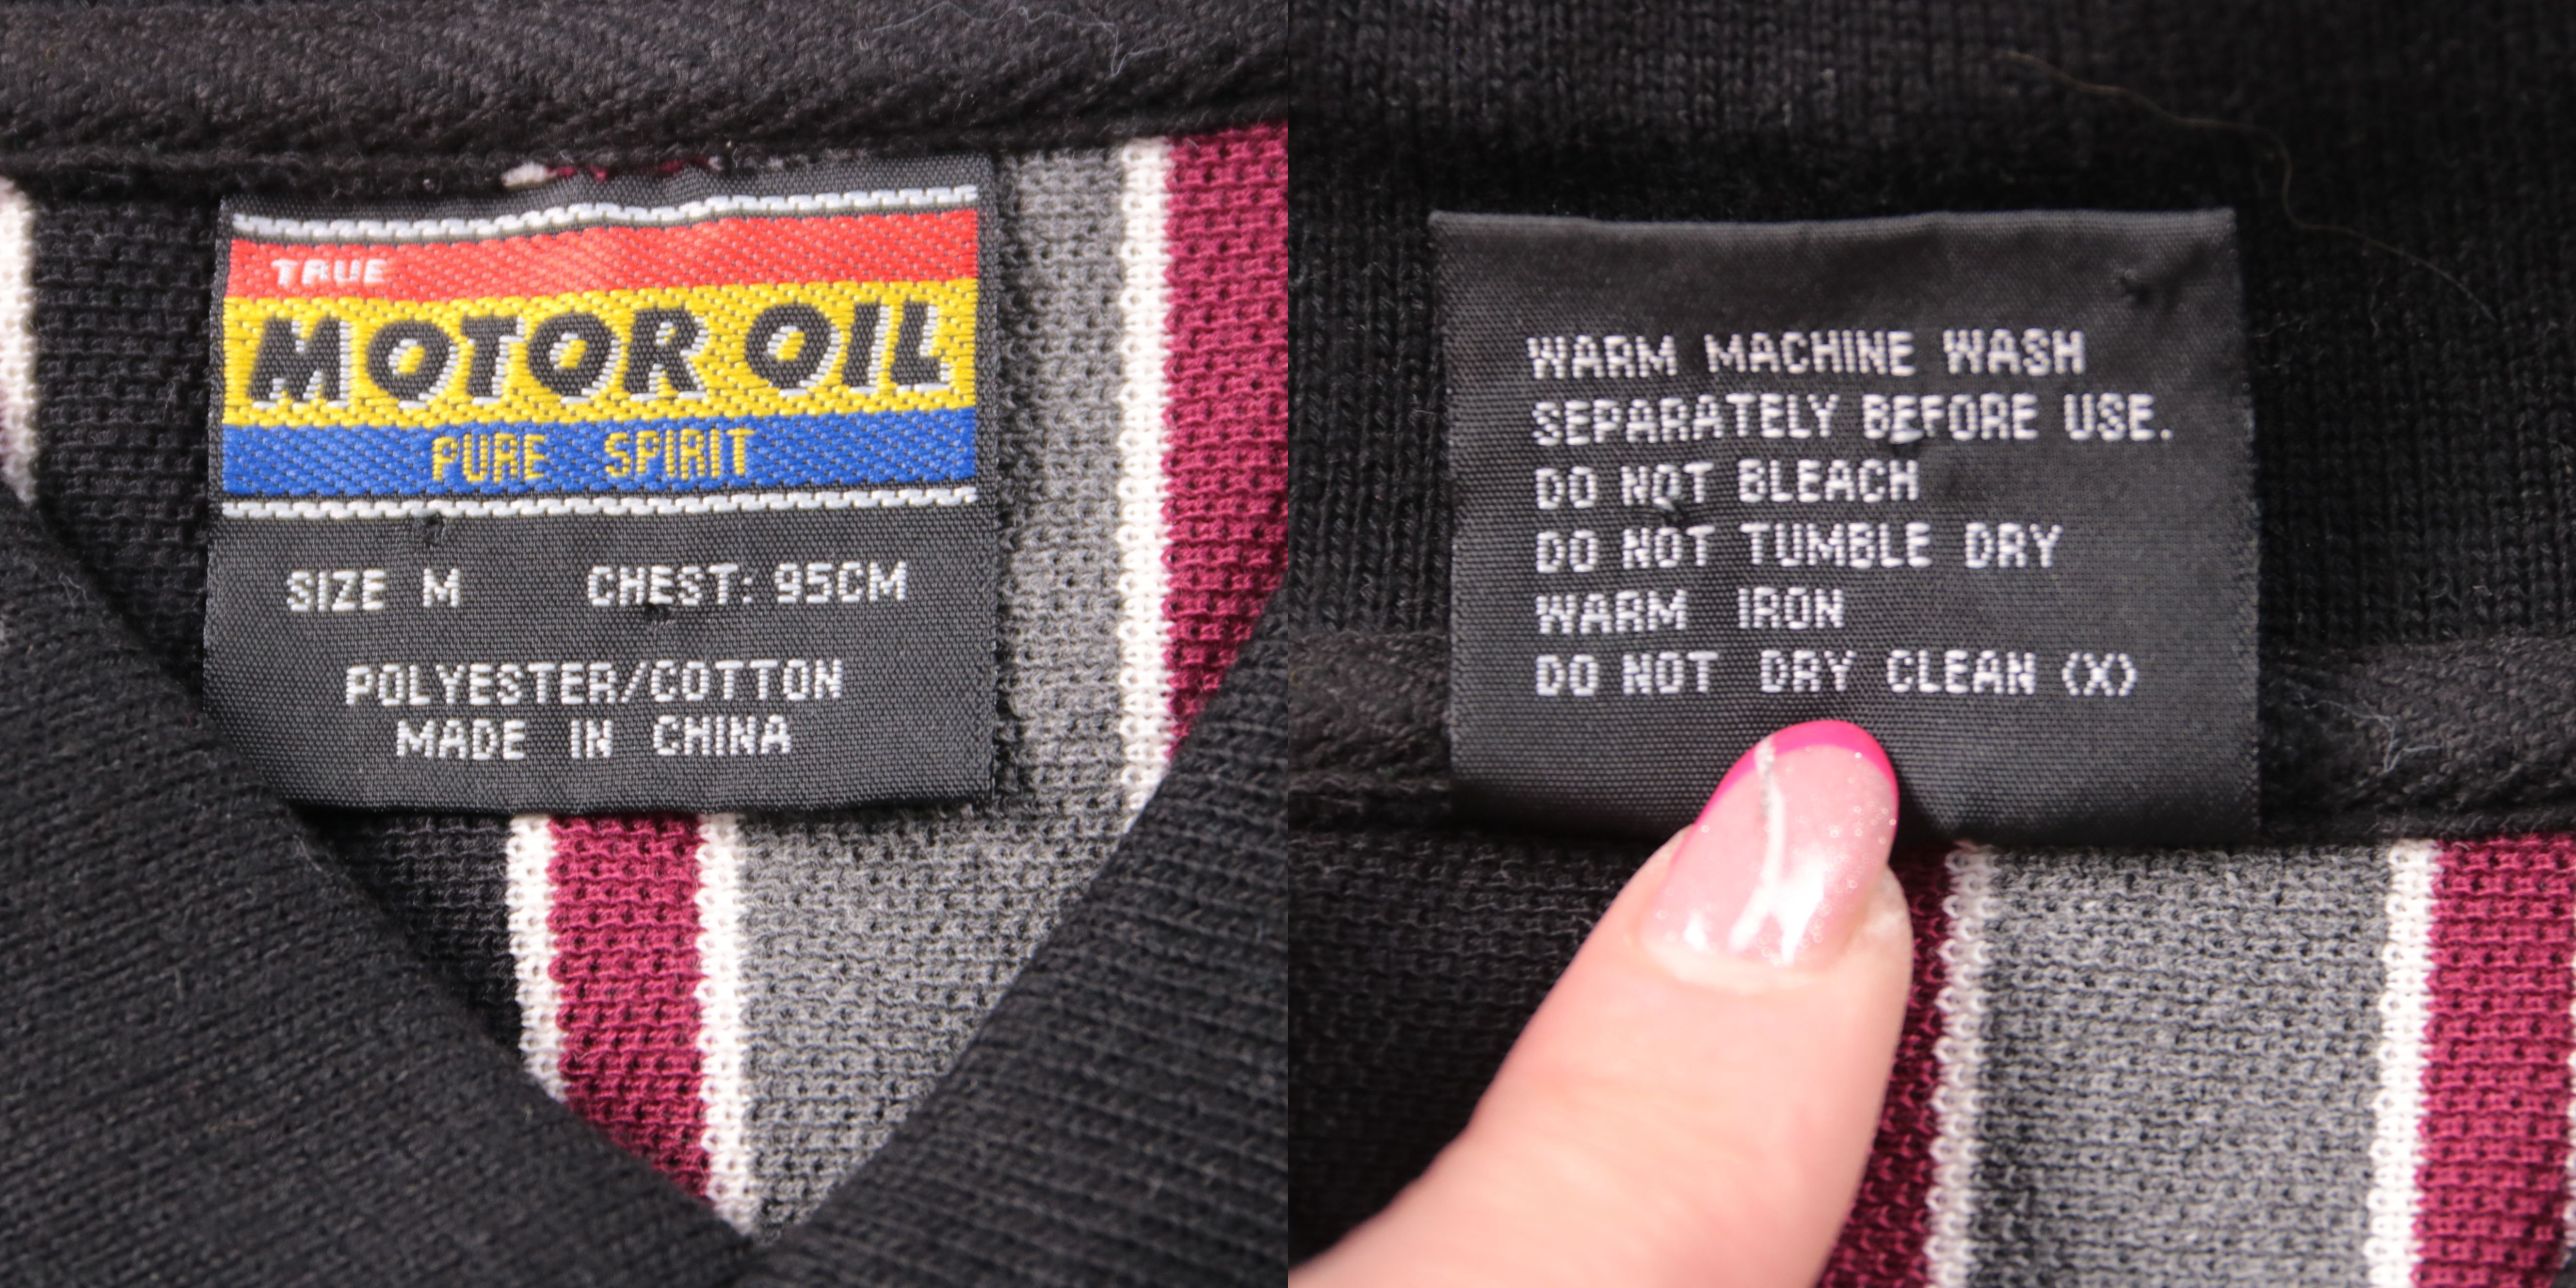 TRUE
MOTOR OIL
PURE SPIRIT
SIZE M CHEST: 95CM
POLYESTER/COTTON
MADE IN CHINA
WARM MACHINE WASH
SEPARATELY BEFORE USE.
DO NOT BLEACH
DO NOT TUMBLE DRY
WARM IRON
DO NOT DRY CLEAN (X)